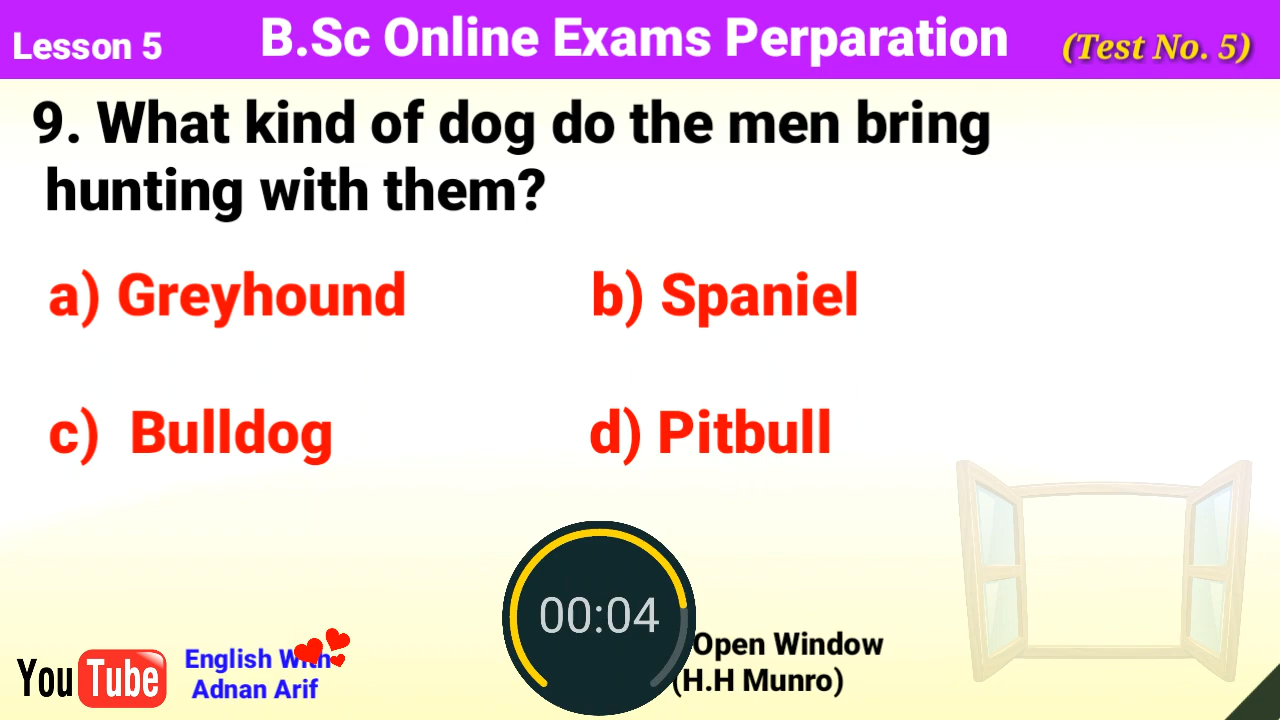 Lesson 5
B.Sc Online Exams Perparation
(Test No. 5)
9. What kind of dog do the men bring
hunting with them?
a) Greyhound
b) Spaniel
c) Bulldog
d) Pitbull
00:04
YouTube
English With
Adnan Arif
Open Window
(H.H Munro)